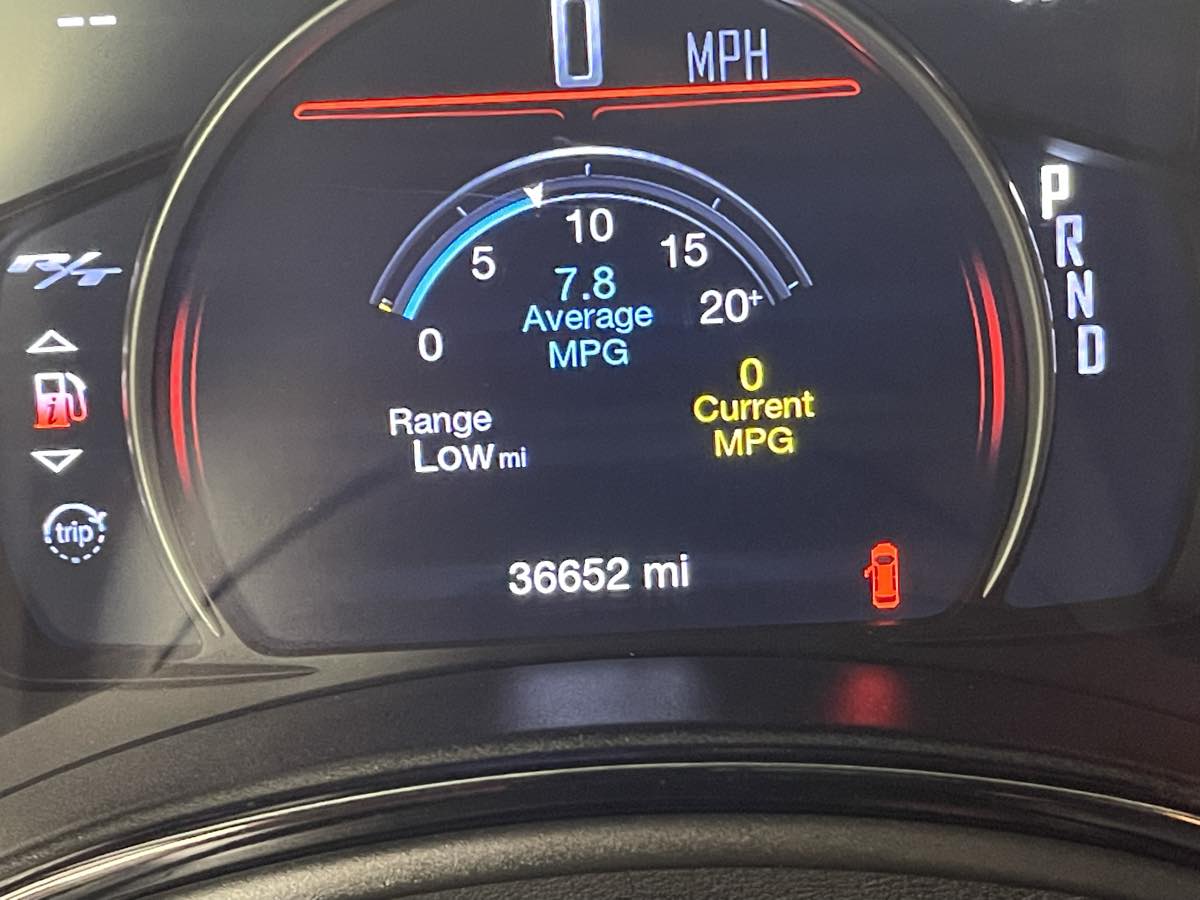 0 MPH
P
R
N
D
R/T
10
5
15
7.8
20+
Average
0
MPG
0
Current
MPG
Range
Low mi
trip
36652 mi